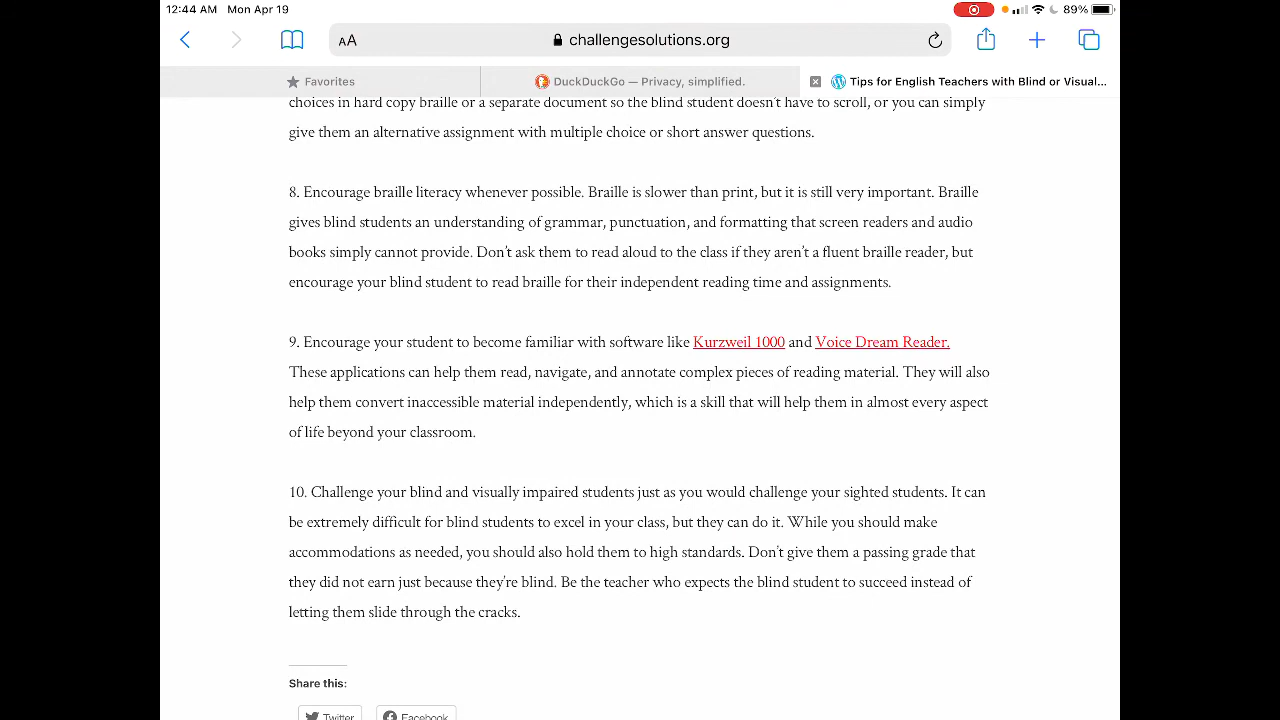 12:44 AM Mon Apr 19
89%
AA
challengesolutions.org
Favorites
DuckDuckGo — Privacy, simplified.
Tips for English Teachers with Blind or Visual...
choices in hard copy braille or a separate document so the blind student doesn't have to scroll, or you can simply
give them an alternative assignment with multiple choice or short answer questions.
8. Encourage braille literacy whenever possible. Braille is slower than print, but it is still very important. Braille
gives blind students an understanding of grammar, punctuation, and formatting that screen readers and audio
books simply cannot provide. Don't ask them to read aloud to the class if they aren't a fluent braille reader, but
encourage your blind student to read braille for their independent reading time and assignments.
9. Encourage your student to become familiar with software like Kurzweil 1000 and Voice Dream Reader.
These applications can help them read, navigate, and annotate complex pieces of reading material. They will also
help them convert inaccessible material independently, which is a skill that will help them in almost every aspect
of life beyond your classroom.
10. Challenge your blind and visually impaired students just as you would challenge your sighted students. It can
be extremely difficult for blind students to excel in your class, but they can do it. While you should make
accommodations as needed, you should also hold them to high standards. Don't give them a passing grade that
they did not earn just because they're blind. Be the teacher who expects the blind student to succeed instead of
letting them slide through the cracks.
Share this:
Twitter
Facebook